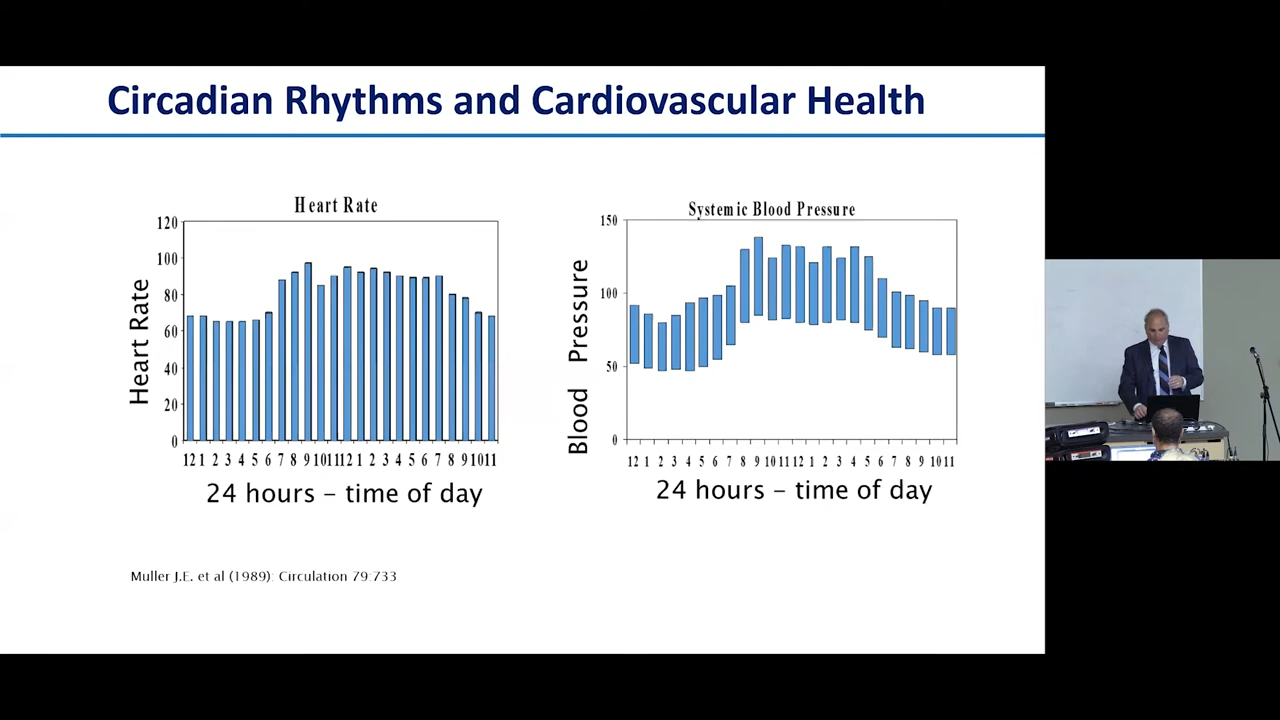 Circadian Rhythms and Cardiovascular Health
Heart Rate
120
100
80
60
40
20
0
Heart Rate
12 1 2 3 4 5 6 7 8 9 10 11 12 1 2 3 4 5 6 7 8 9 10 11
24 hours – time of day
Systemic Blood Pressure
150
100
50
0
Blood Pressure
12 1 2 3 4 5 6 7 8 9 10 11 12 1 2 3 4 5 6 7 8 9 10 11
24 hours – time of day
Muller J.E. et al (1989): Circulation 79:733